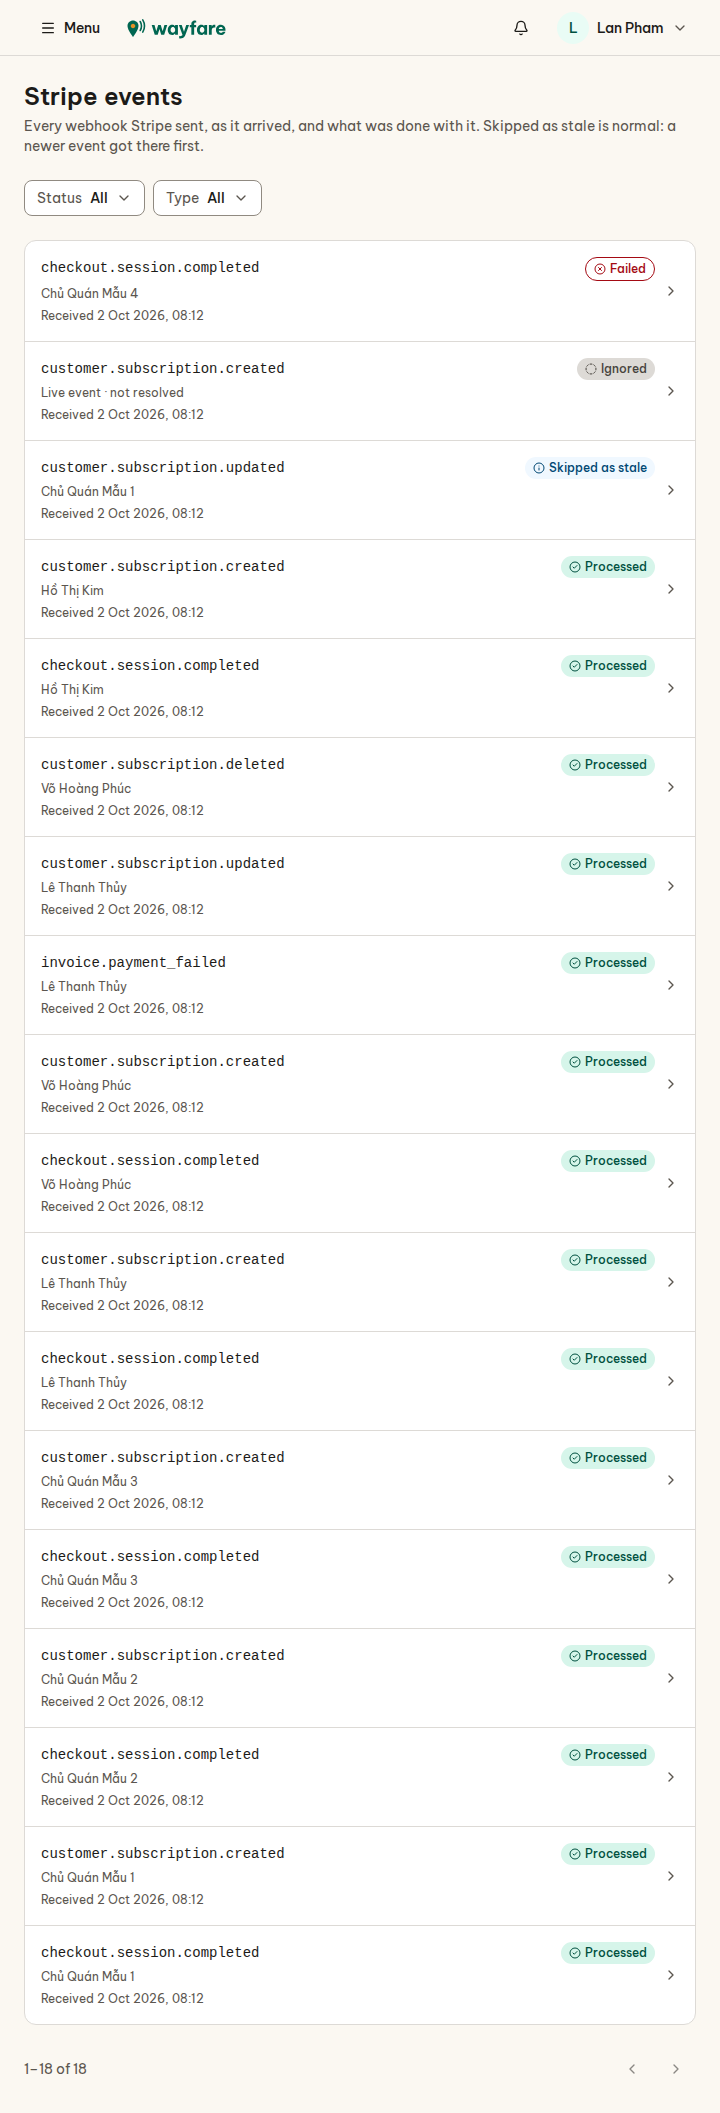 Menu
wayfare
L
Lan Pham
Stripe events
Every webhook Stripe sent, as it arrived, and what was done with it. Skipped as stale is normal: a
newer event got there first.
Status All
Type All
checkout.session.completed
Failed
Chủ Quán Mẫu 4
Received 2 Oct 2026, 08:12
customer.subscription.created
Ignored
Live event · not resolved
Received 2 Oct 2026, 08:12
customer.subscription.updated
Skipped as stale
Chủ Quán Mẫu 1
Received 2 Oct 2026, 08:12
customer.subscription.created
Processed
Hồ Thị Kim
Received 2 Oct 2026, 08:12
checkout.session.completed
Processed
Hồ Thị Kim
Received 2 Oct 2026, 08:12
customer.subscription.deleted
Processed
Võ Hoàng Phúc
Received 2 Oct 2026, 08:12
customer.subscription.updated
Processed
Lê Thanh Thủy
Received 2 Oct 2026, 08:12
invoice.payment_failed
Processed
Lê Thanh Thủy
Received 2 Oct 2026, 08:12
customer.subscription.created
Processed
Võ Hoàng Phúc
Received 2 Oct 2026, 08:12
checkout.session.completed
Processed
Võ Hoàng Phúc
Received 2 Oct 2026, 08:12
customer.subscription.created
Processed
Lê Thanh Thủy
Received 2 Oct 2026, 08:12
checkout.session.completed
Processed
Lê Thanh Thủy
Received 2 Oct 2026, 08:12
customer.subscription.created
Processed
Chủ Quán Mẫu 3
Received 2 Oct 2026, 08:12
checkout.session.completed
Processed
Chủ Quán Mẫu 3
Received 2 Oct 2026, 08:12
customer.subscription.created
Processed
Chủ Quán Mẫu 2
Received 2 Oct 2026, 08:12
checkout.session.completed
Processed
Chủ Quán Mẫu 2
Received 2 Oct 2026, 08:12
customer.subscription.created
Processed
Chủ Quán Mẫu 1
Received 2 Oct 2026, 08:12
checkout.session.completed
Processed
Chủ Quán Mẫu 1
Received 2 Oct 2026, 08:12
1–18 of 18